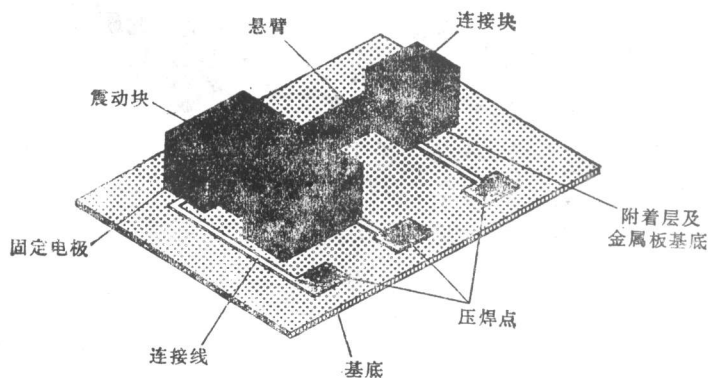 悬臂
连接块
震动块
固定电极
附着层及
金属板基底
压焊点
连接线
基底